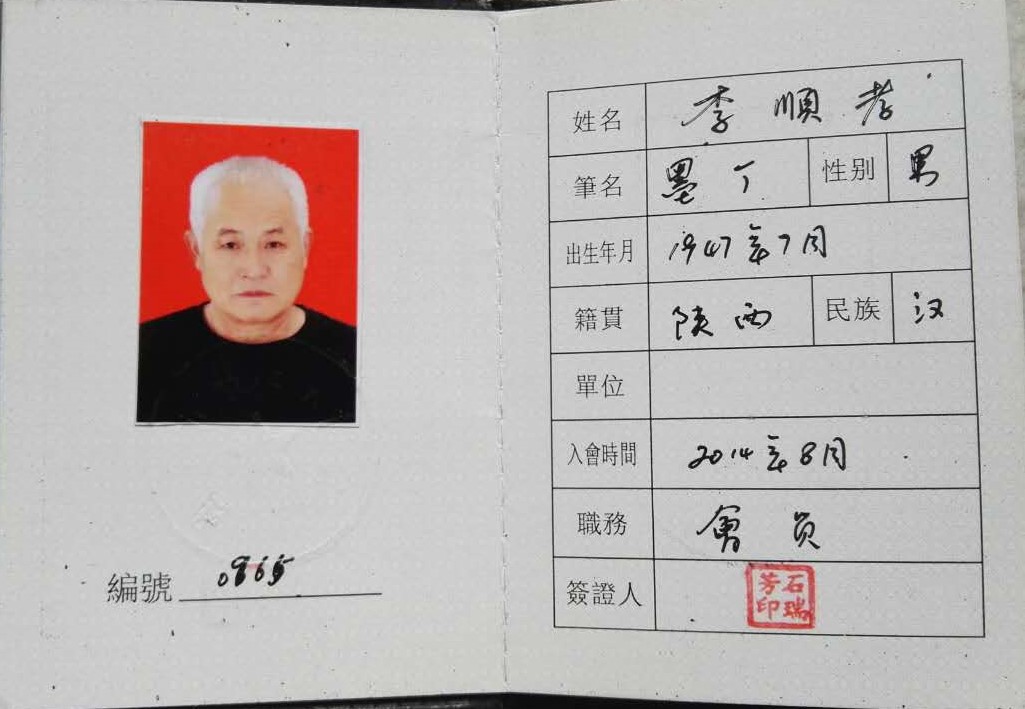 編號 0865
姓名 李順孝
筆名 墨丁 性別 男
出生年月 1947年7月
籍貫 陕西 民族 汉
單位
入會時間 2014年8月
職務 會員
簽證人 石瑞芳印